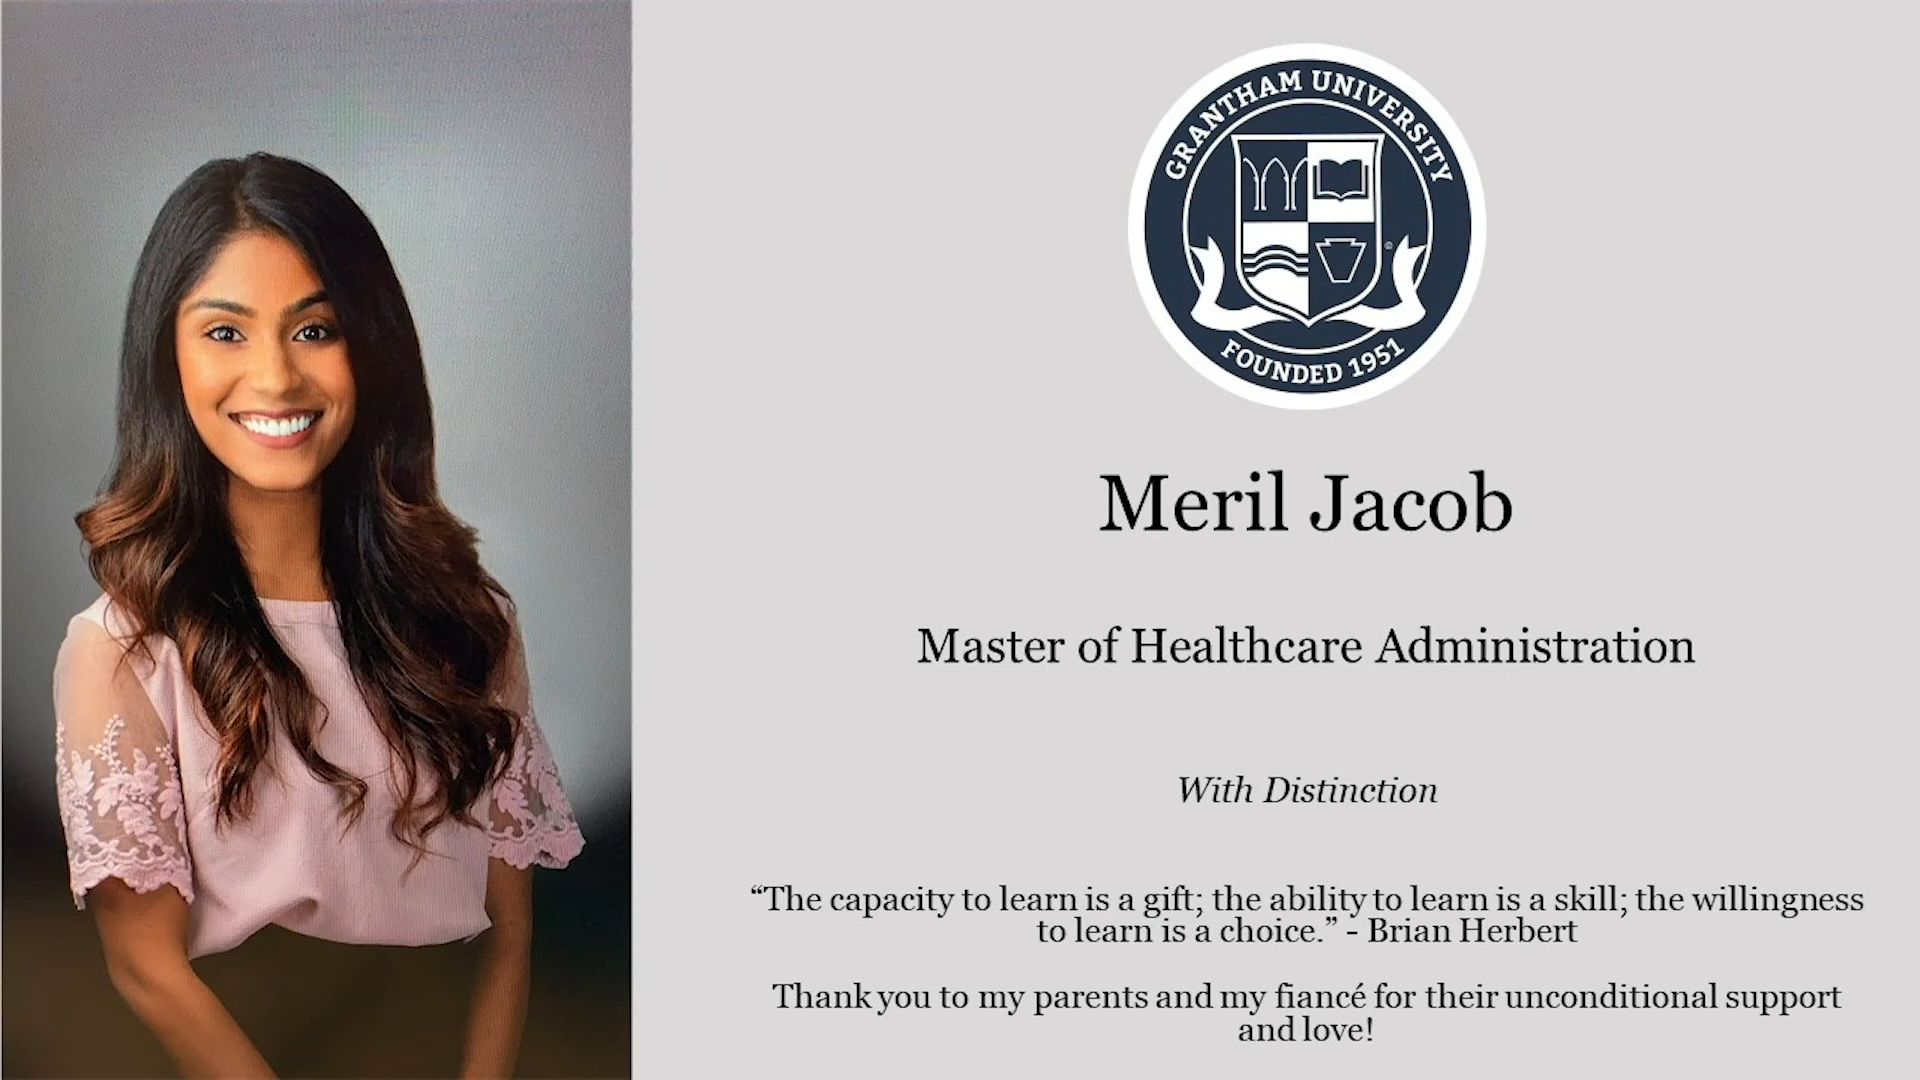 GRANTHAM UNIVERSITY
FOUNDED 1951
Meril Jacob
Master of Healthcare Administration
With Distinction
“The capacity to learn is a gift; the ability to learn is a skill; the willingness
to learn is a choice.” - Brian Herbert
Thank you to my parents and my fiancé for their unconditional support
and love!